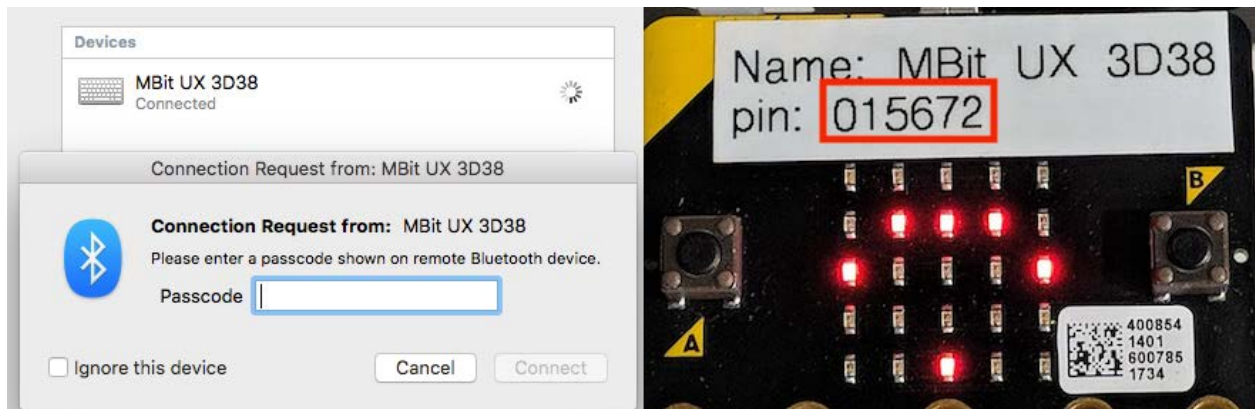 Devices
MBit UX 3D38
Connected
Connection Request from: MBit UX 3D38
Connection Request from: MBit UX 3D38
Please enter a passcode shown on remote Bluetooth device.
Passcode
Ignore this device
Cancel
Connect
Name: MBit UX 3D38
pin: 015672
B
A
400854
1401
600785
1734